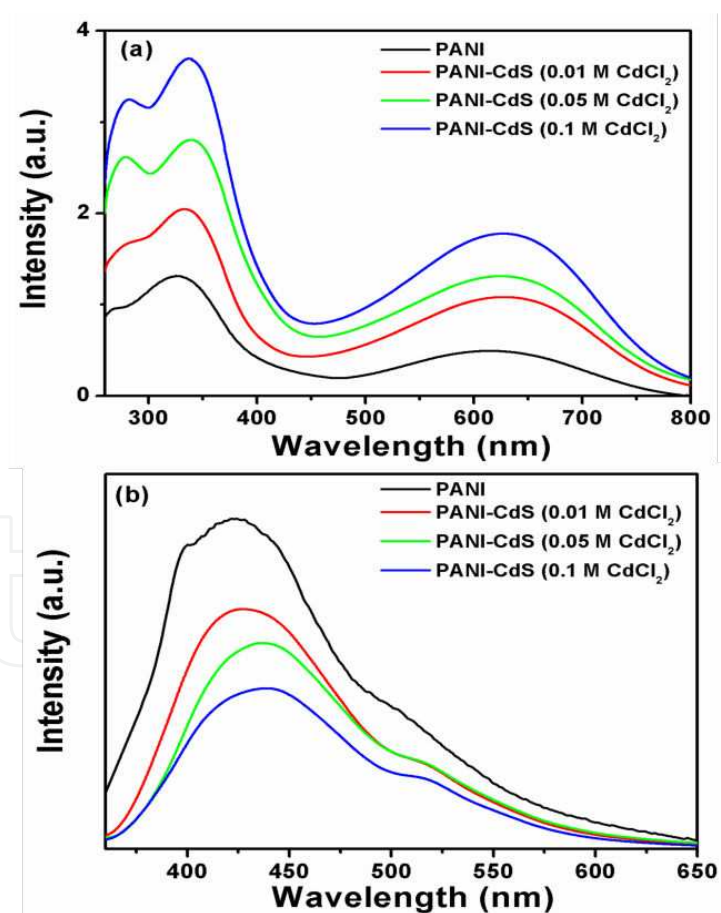 (a)
PANI
PANI-CdS (0.01 M CdCl₂)
PANI-CdS (0.05 M CdCl₂)
PANI-CdS (0.1 M CdCl₂)
Intensity (a.u.)
4
2
0
300 400 500 600 700 800
Wavelength (nm)
(b)
PANI
PANI-CdS (0.01 M CdCl₂)
PANI-CdS (0.05 M CdCl₂)
PANI-CdS (0.1 M CdCl₂)
Intensity (a.u.)
400 450 500 550 600 650
Wavelength (nm)